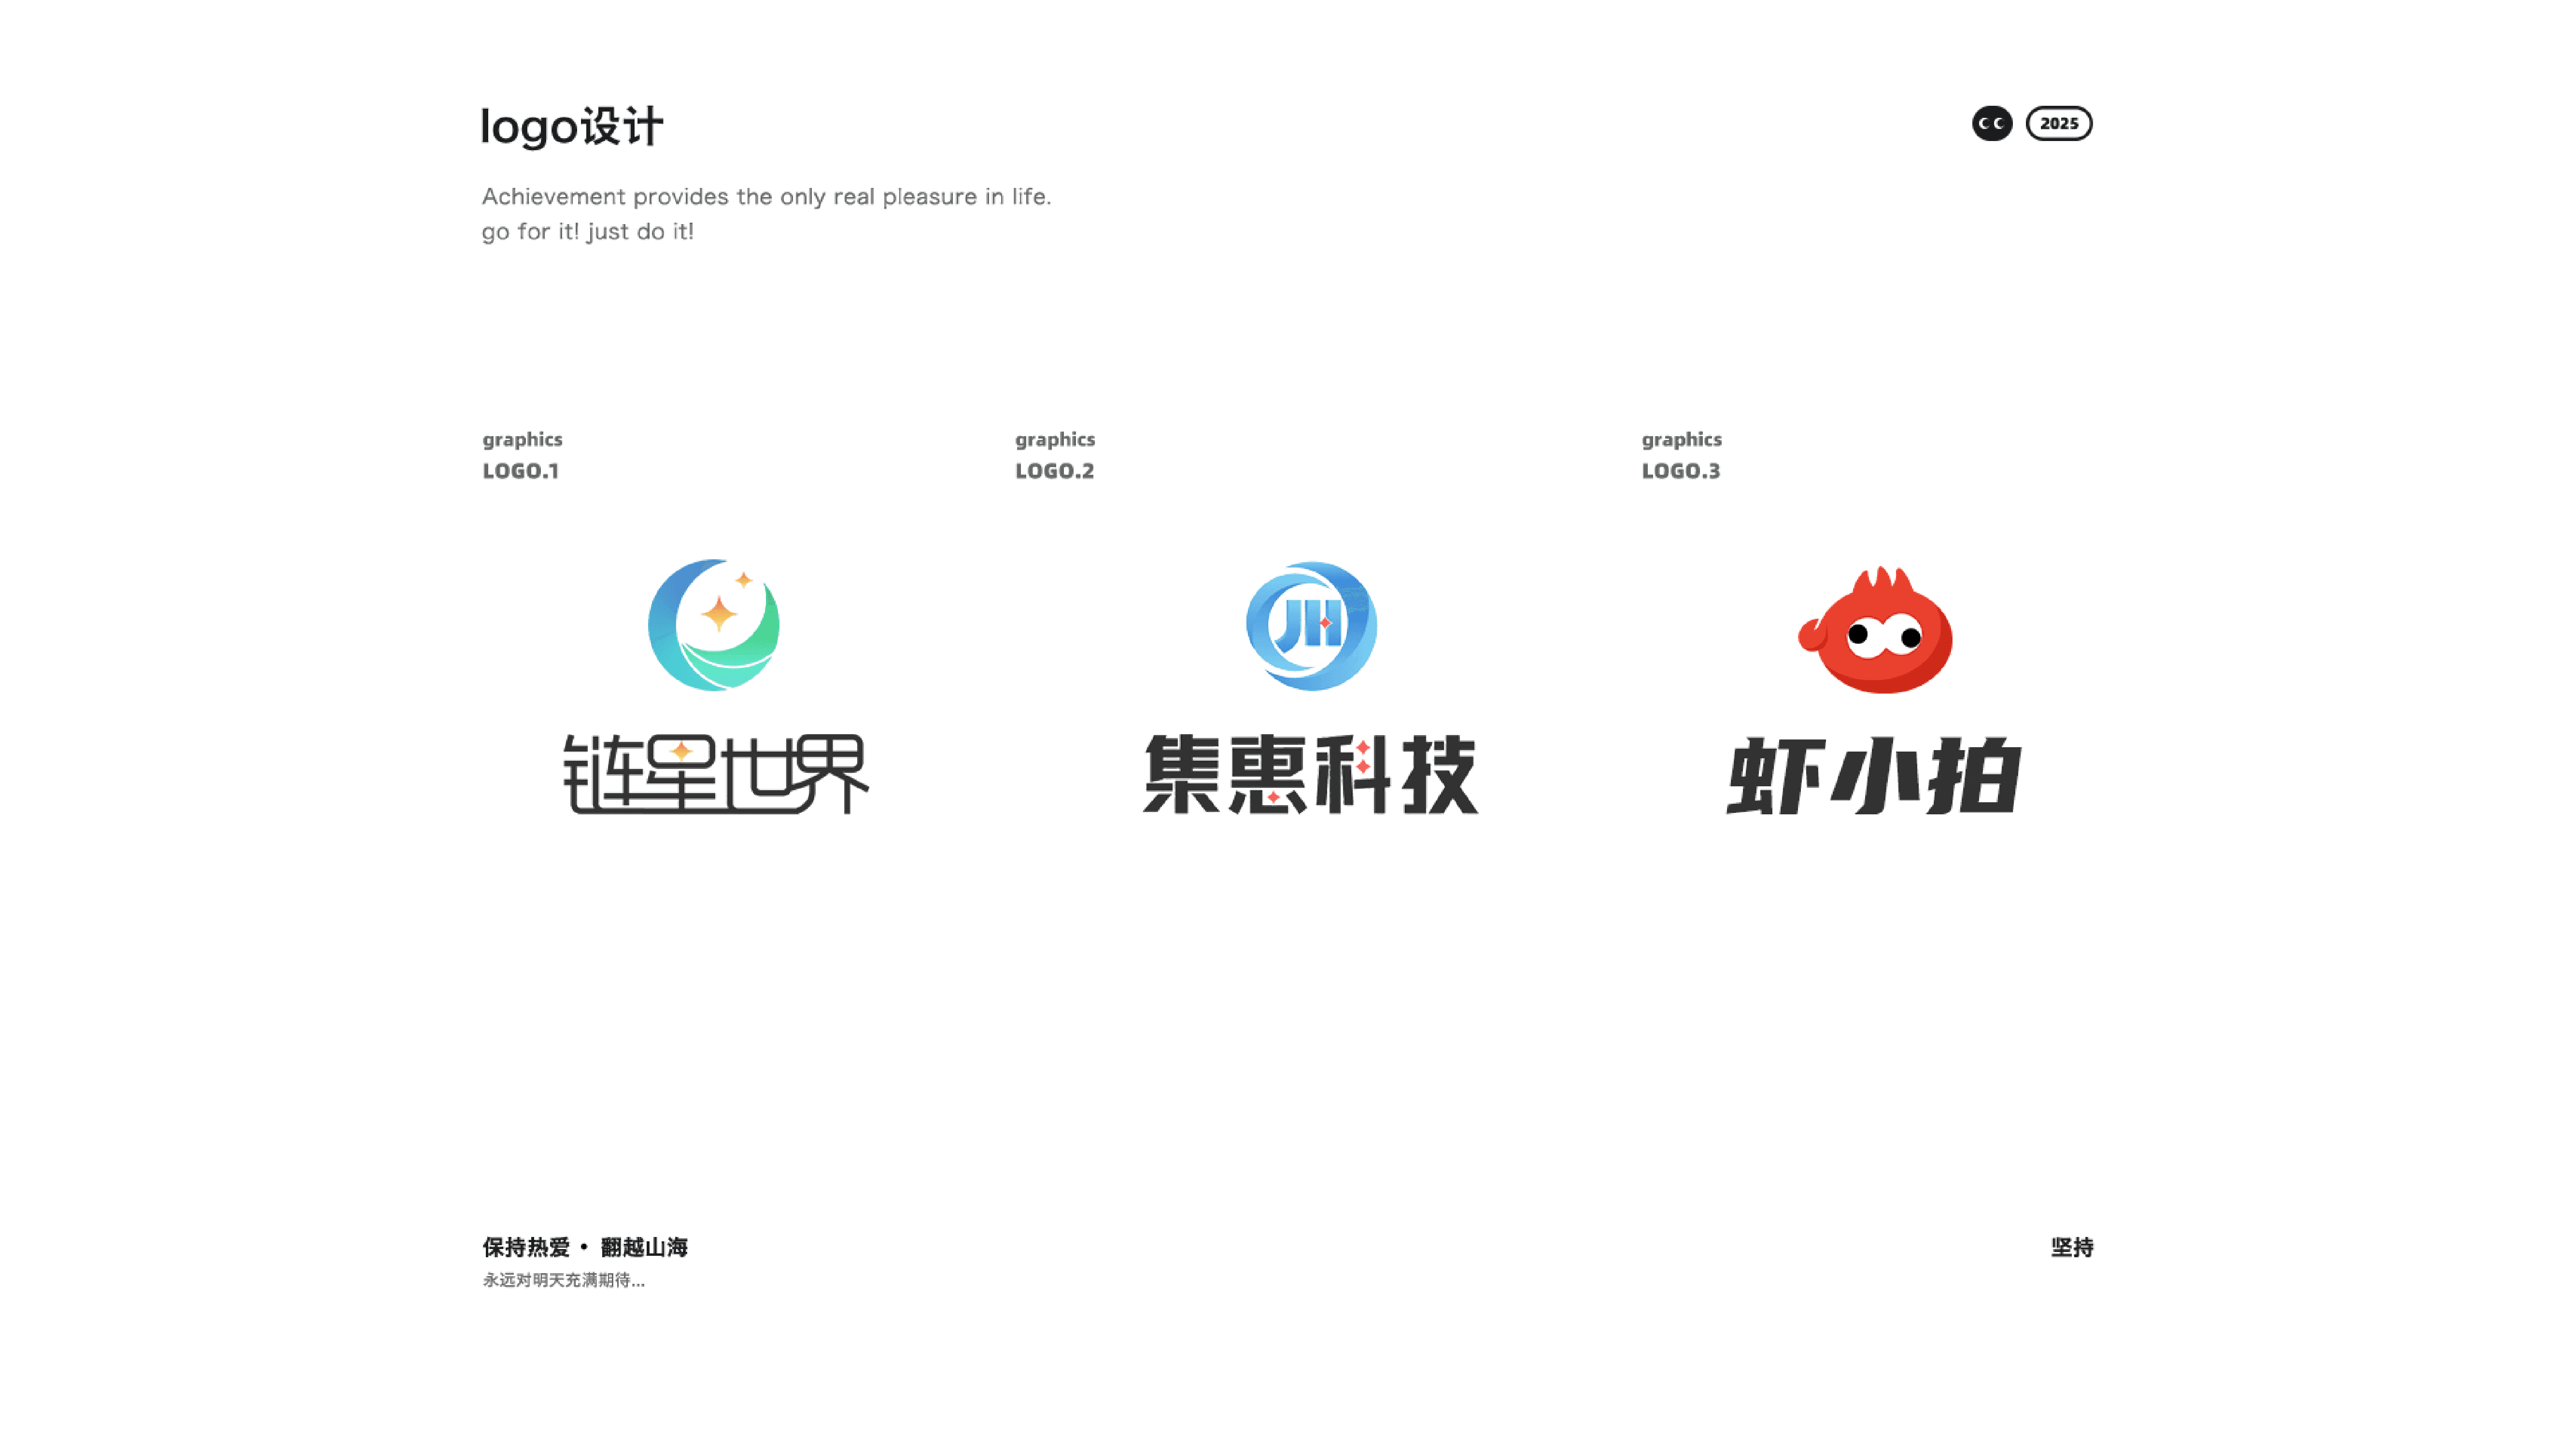 logo设计
2025
Achievement provides the only real pleasure in life.
go for it! just do it!
graphics
LOGO.1
graphics
LOGO.2
graphics
LOGO.3
JH
链星世界
集惠科技
虾小拍
保持热爱• 翻越山海
坚持
永远对明天充满期待...